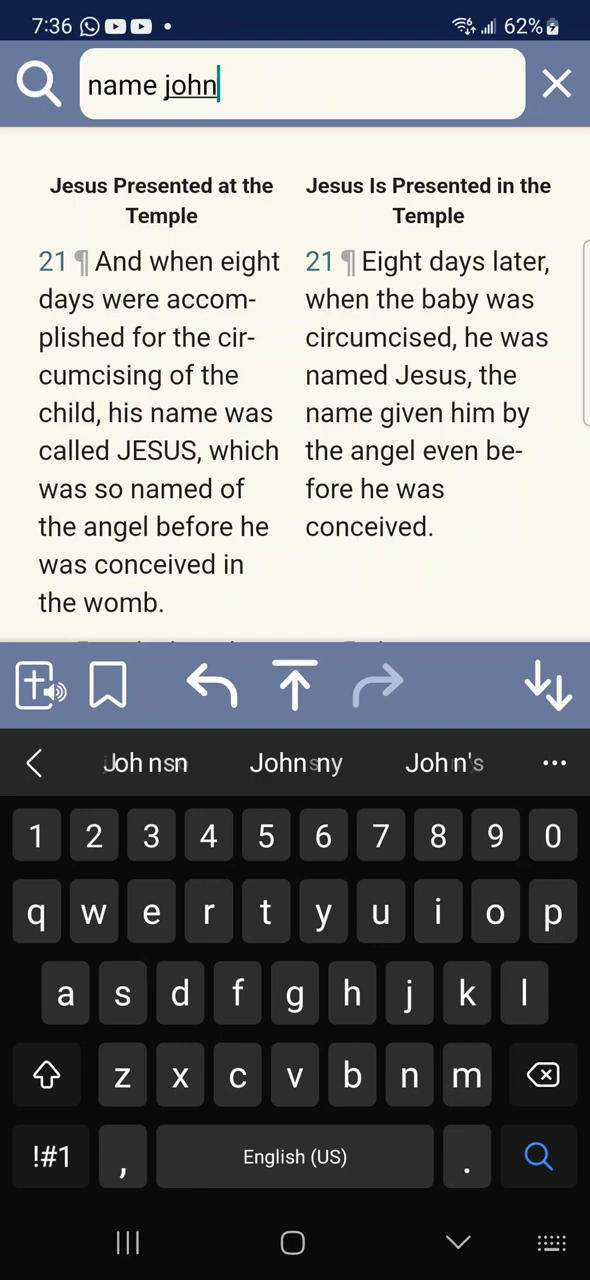 7:36 62%
name john
Jesus Presented at the
Temple
21 ¶ And when eight
days were accom-
plished for the cir-
cumcising of the
child, his name was
called JESUS, which
was so named of
the angel before he
was conceived in
the womb.
Jesus Is Presented in the
Temple
21 ¶ Eight days later,
when the baby was
circumcised, he was
named Jesus, the
name given him by
the angel even be-
fore he was
conceived.
1 2 3 4 5 6 7 8 9 0
q w e r t y u i o p
a s d f g h j k l
z x c v b n m
!#1 , English (US) .